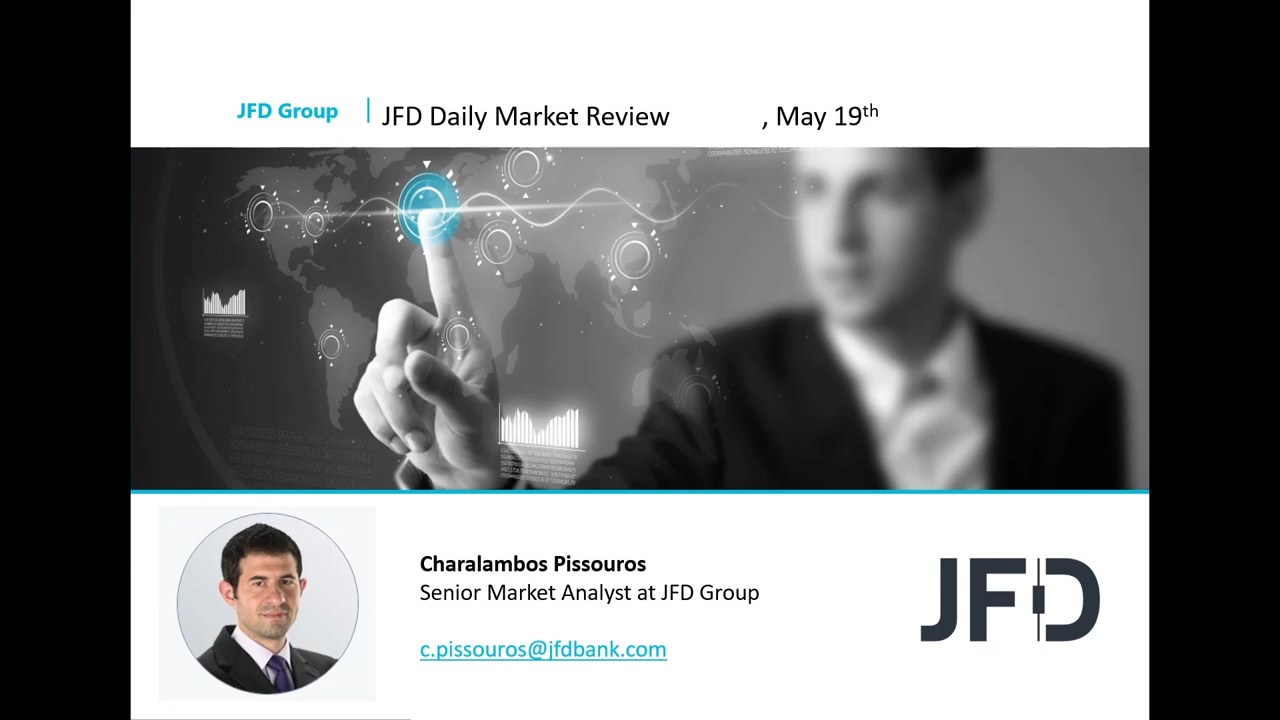 JFD Group
JFD Daily Market Review , May 19th
Charalambos Pissouros
Senior Market Analyst at JFD Group
c.pissouros@jfdbank.com
JFD